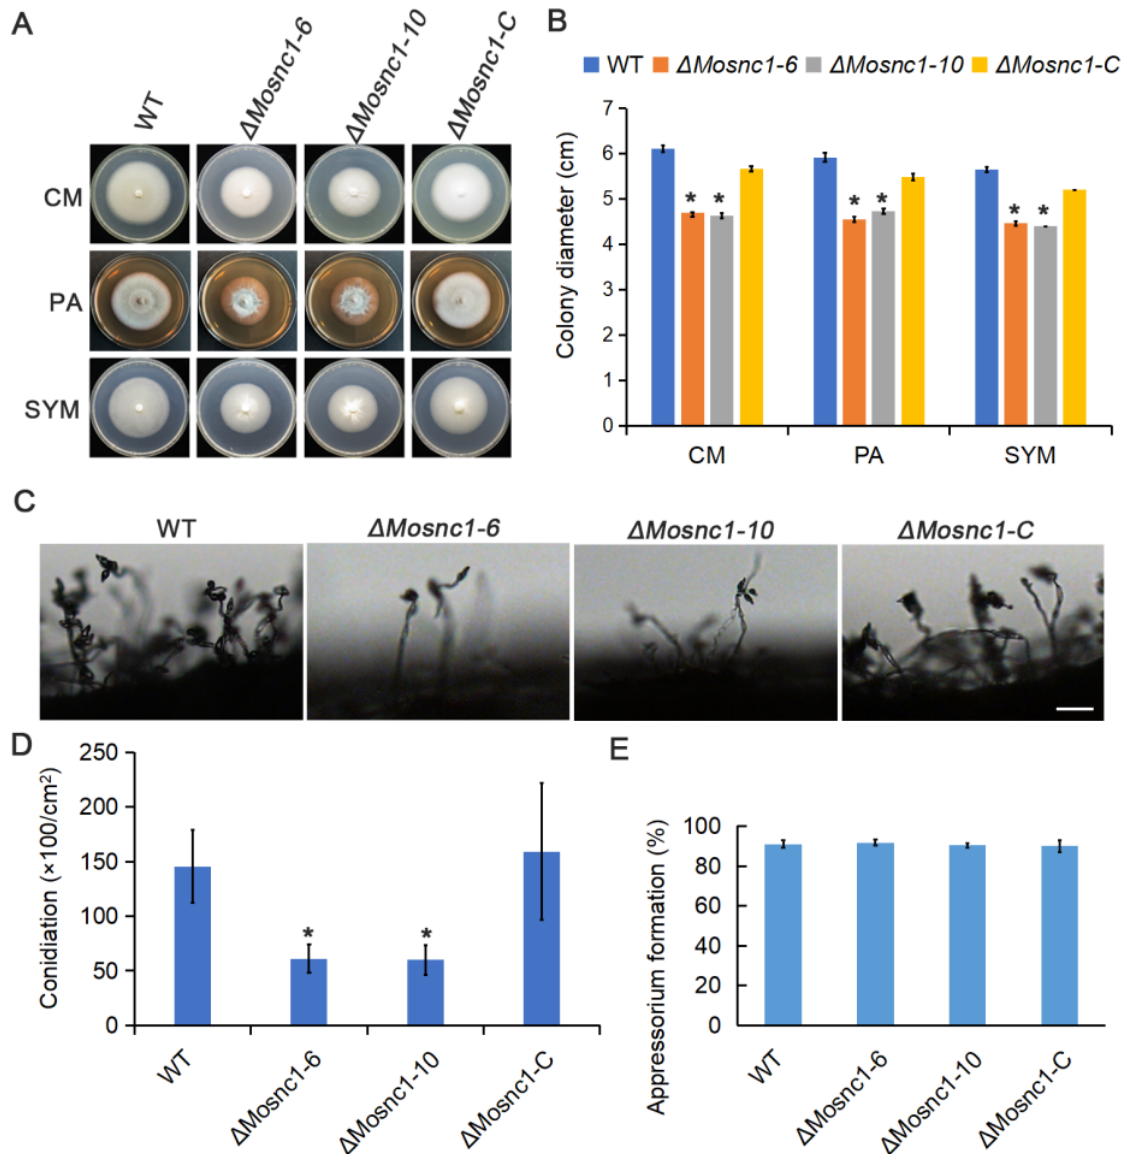 A
WT
ΔMosnc1-6
ΔMosnc1-10
ΔMosnc1-C
CM
PA
SYM
B
WT ΔMosnc1-6 ΔMosnc1-10 ΔMosnc1-C
Colony diameter (cm)
7
6
5
4
3
2
1
0
* * * * * *
CM PA SYM
C
WT ΔMosnc1-6 ΔMosnc1-10 ΔMosnc1-C
D
Conidiation (×100/cm²)
250
200
150
100
50
0
* *
WT ΔMosnc1-6 ΔMosnc1-10 ΔMosnc1-C
E
Appressorium formation (%)
100
80
60
40
20
0
WT ΔMosnc1-6 ΔMosnc1-10 ΔMosnc1-C